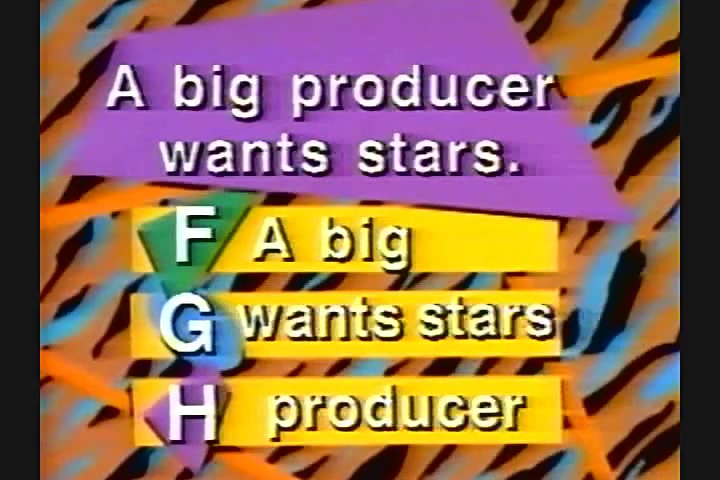 A big producer
wants stars.
F A big
G wants stars
H producer